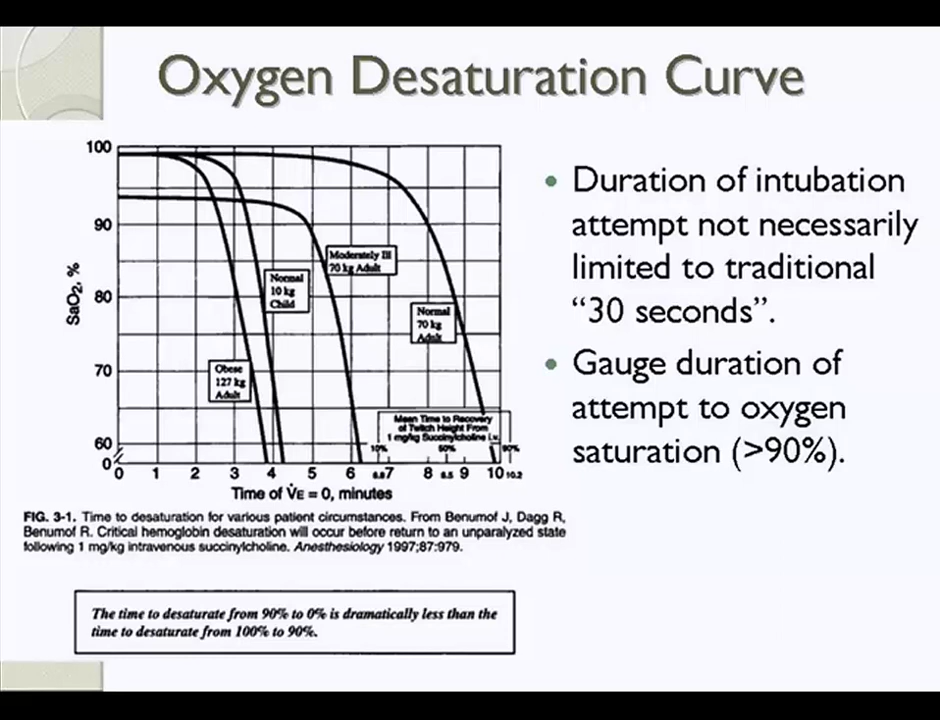 Oxygen Desaturation Curve
100
90
80
70
60
0
SaO2, %
Obese
127 kg
Adult
Normal
10 kg
Child
Moderately Ill
70 kg Adult
Normal
70 kg
Adult
Mean Time to Recovery
of Twitch Height From
1 mg/kg Succinylcholine i.v.
10% 50% 90%
0 1 2 3 4 5 6 6.8 7 8 8.5 9 10 10.2
Time of V̇E = 0, minutes
• Duration of intubation
attempt not necessarily
limited to traditional
“30 seconds”.
• Gauge duration of
attempt to oxygen
saturation (>90%).
FIG. 3-1. Time to desaturation for various patient circumstances. From Benumof J, Dagg R,
Benumof R. Critical hemoglobin desaturation will occur before return to an unparalyzed state
following 1 mg/kg intravenous succinylcholine. Anesthesiology 1997;87:979.
The time to desaturate from 90% to 0% is dramatically less than the
time to desaturate from 100% to 90%.